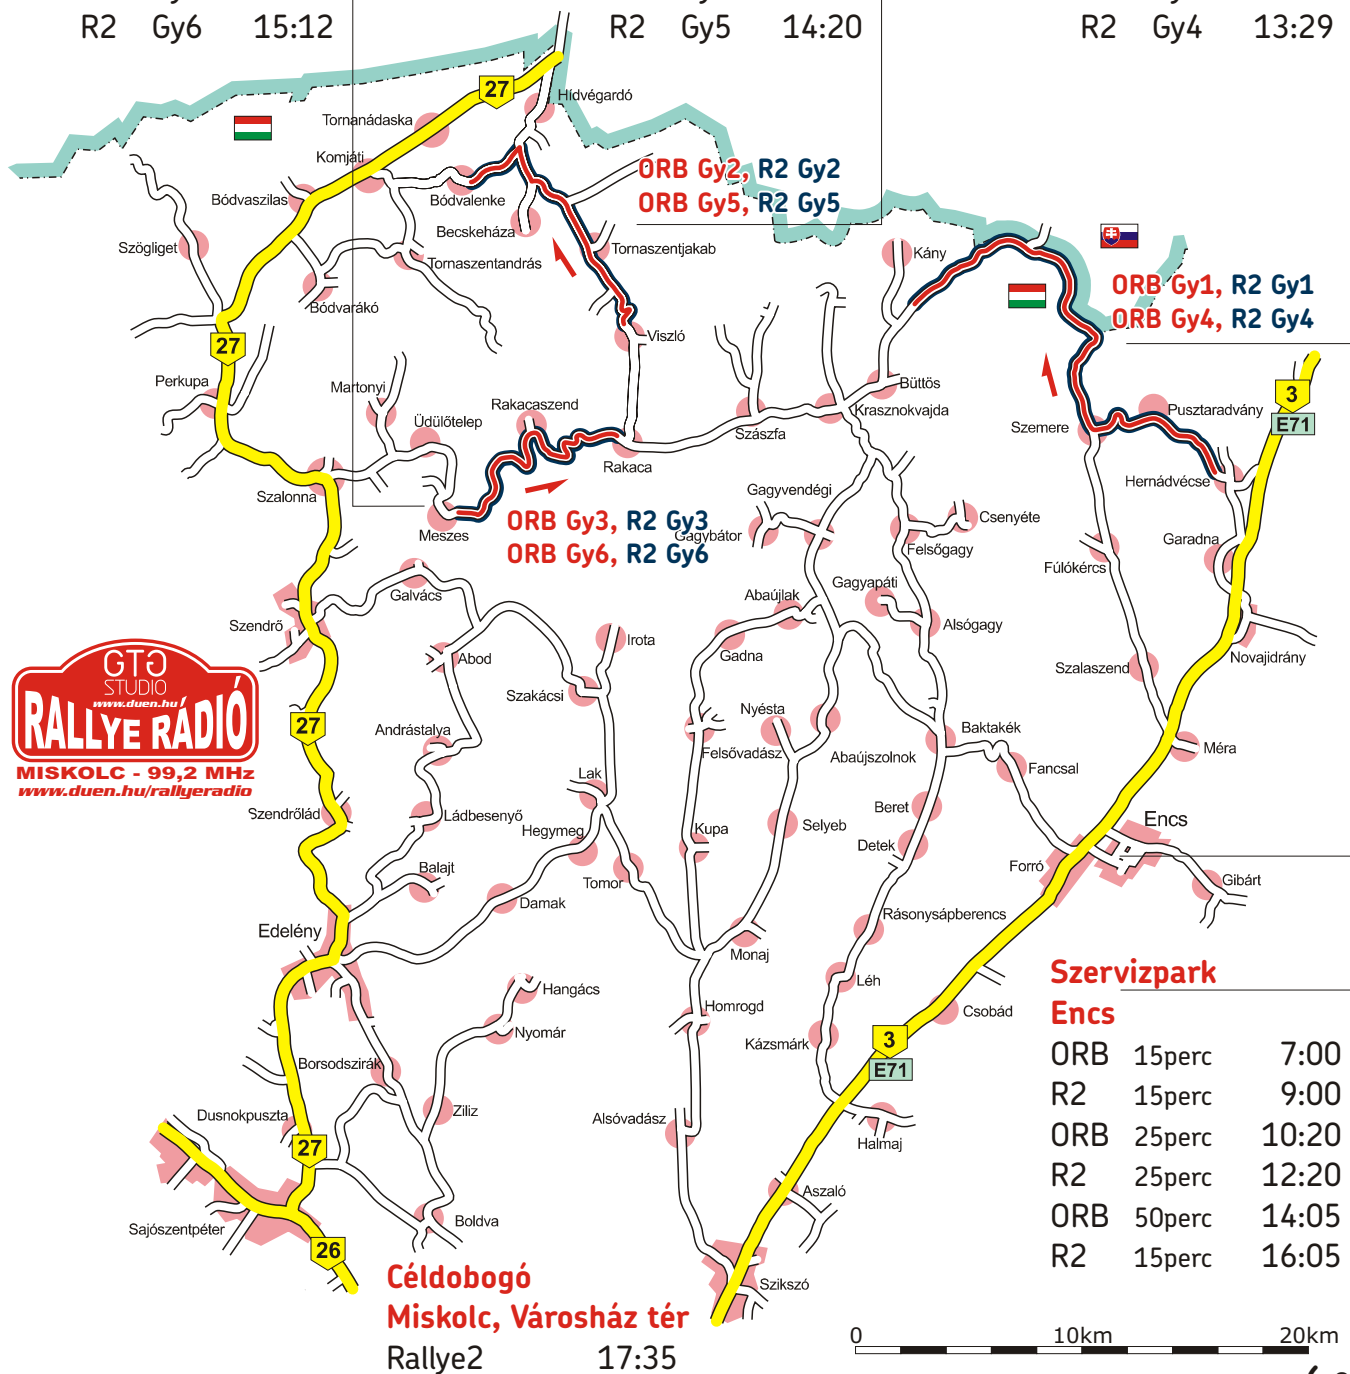 R2 Gy6 15:12
R2 Gy5 14:20
R2 Gy4 13:29
27
Hídvégardó
Tornanádaska
Komjáti
ORB Gy2, R2 Gy2
ORB Gy5, R2 Gy5
Bódvaszilas
Bódvalenke
Becskeháza
Szögliget
Tornaszentjakab
Kány
Tornaszentandrás
ORB Gy1, R2 Gy1
ORB Gy4, R2 Gy4
Bódvarákó
27
Viszló
Perkupa
Martonyi
Büttös
3
E71
Rakacaszend
Krasznokvajda
Pusztaradvány
Üdülőtelep
Szászfa
Szemere
Rakaca
Szalonna
Gagyvendégi
Hernádvécse
Meszes
ORB Gy3, R2 Gy3
ORB Gy6, R2 Gy6
Gagybátor
Csenyéte
Felsőgagy
Garadna
Fúlókércs
Galvács
Gagyapáti
Abaújlak
Szendrő
Irota
Alsógagy
Abod
Gadna
Novajidrány
Szalaszend
GTG
STUDIO
www.duen.hu
RALLYE RÁDIÓ
MISKOLC - 99,2 MHz
www.duen.hu/rallyeradio
Szakácsi
Nyésta
27
Andrástalya
Felsővadász
Abaújszolnok
Baktakék
Méra
Fancsal
Lak
Szendrőlád
Ládbesenyő
Hegymeg
Kupa
Selyeb
Beret
Encs
Detek
Balajt
Tomor
Forró
Gibárt
Damak
Rásonysápberencs
Edelény
Monaj
Szervizpark
Encs
Léh
Hangács
Homrogd
Csobád
Nyomár
Kázsmárk
3
E71
ORB 15perc 7:00
R2 15perc 9:00
ORB 25perc 10:20
R2 25perc 12:20
ORB 50perc 14:05
R2 15perc 16:05
Borsodszirák
Dusnokpuszta
Ziliz
Alsóvadász
Halmaj
27
Aszaló
Sajószentpéter
Boldva
26
Céldobogó
Miskolc, Városház tér
Rallye2 17:35
Szikszó
0 10km 20km